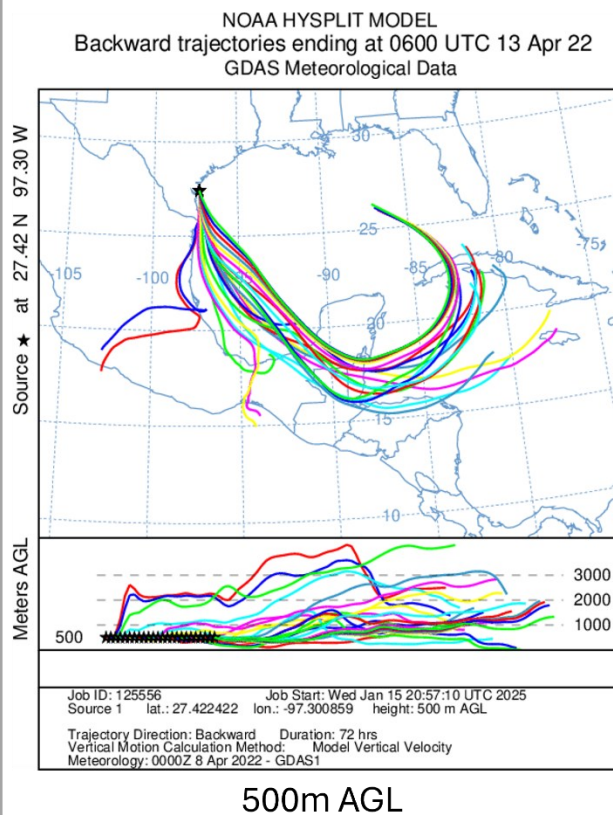 NOAA HYSPLIT MODEL
Backward trajectories ending at 0600 UTC 13 Apr 22
GDAS Meteorological Data
Source ★ at 27.42 N 97.30 W
30
25
-105
-100
-95
-90
-85
-80
-75
20
15
10
Meters AGL
500
3000
2000
1000
Job ID: 125556 Job Start: Wed Jan 15 20:57:10 UTC 2025
Source 1 lat.: 27.422422 lon.: -97.300859 height: 500 m AGL
Trajectory Direction: Backward Duration: 72 hrs
Vertical Motion Calculation Method: Model Vertical Velocity
Meteorology: 0000Z 8 Apr 2022 - GDAS1
500m AGL